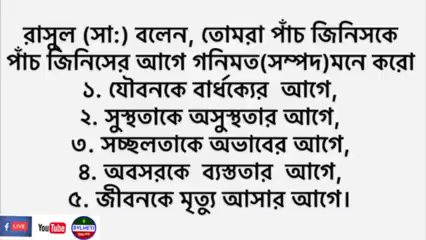 রাসুল (সা:) বলেন, তোমরা পাঁচ জিনিসকে
পাঁচ জিনিসের আগে গনিমত(সম্পদ)মনে করো
১. যৌবনকে বার্ধক্যের আগে,
২. সুস্থতাকে অসুস্থতার আগে,
৩. সচ্ছলতাকে অভাবের আগে,
৪. অবসরকে ব্যস্ততার আগে,
৫. জীবনকে মৃত্যু আসার আগে।
f LIVE YouTube SYLHETI